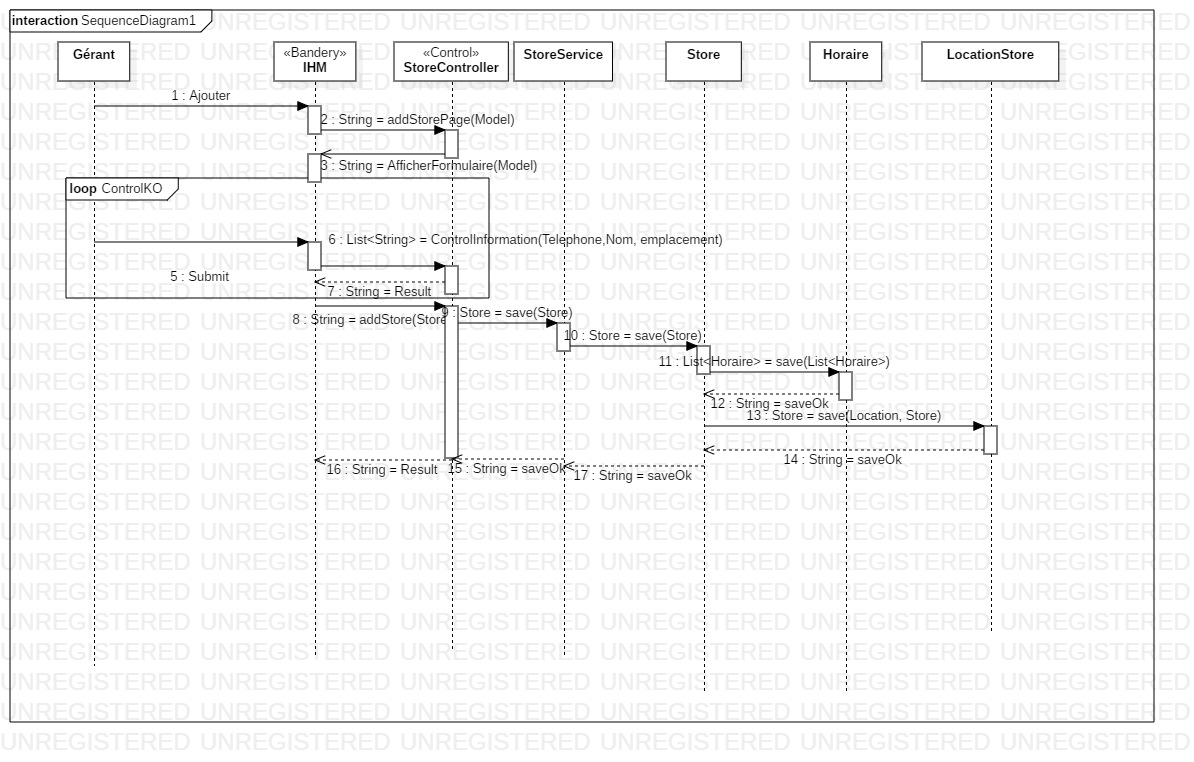 interaction SequenceDiagram1
Gérant
«Bandery»
IHM
«Control»
StoreController
StoreService
Store
Horaire
LocationStore
1 : Ajouter
2 : String = addStorePage(Model)
3 : String = AfficherFormulaire(Model)
loop ControlKO
6 : List<String> = ControlInformation(Telephone,Nom, emplacement)
5 : Submit
7 : String = Result
8 : String = addStore(Store
9 : Store = save(Store)
10 : Store = save(Store)
11 : List<Horaire> = save(List<Horaire>)
12 : String = saveOk
13 : Store = save(Location, Store)
14 : String = saveOk
16 : String = Result
15 : String = saveOk
17 : String = saveOk
UNREGISTERED UNREGISTERED UNREGISTERED UNREGISTERED UNREGISTERED UNREGISTERED